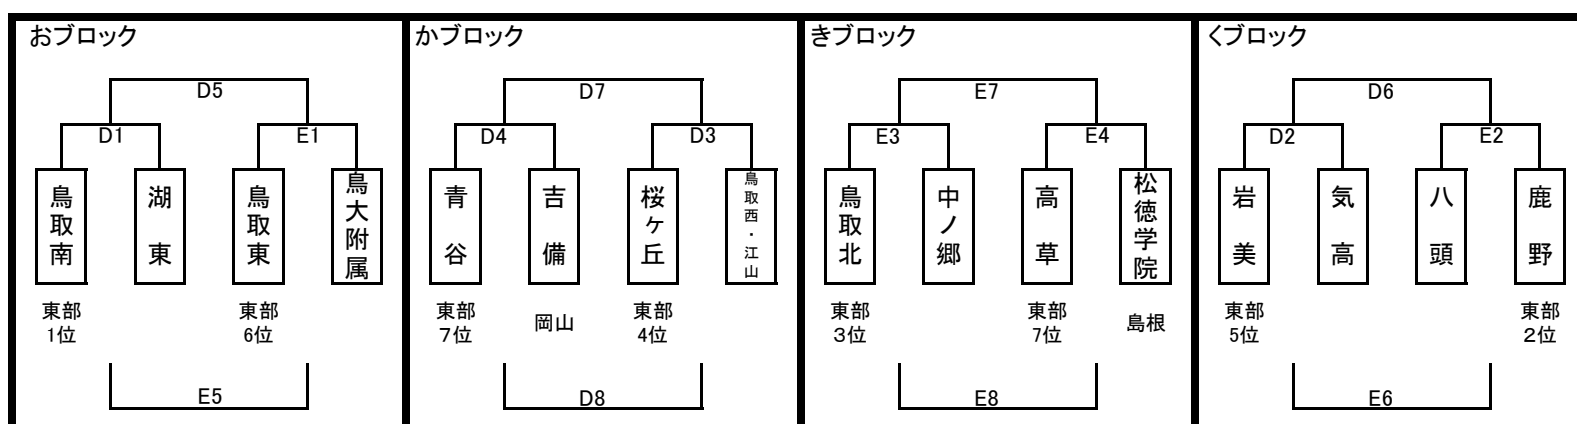 おブロック
D5
D1
E1
鳥取南
湖東
鳥取東
鳥大附属
東部
1位
東部
6位
E5
かブロック
D7
D4
D3
青谷
吉備
桜ヶ丘
鳥取西・江山
東部
７位
岡山
東部
4位
D8
きブロック
E7
E3
E4
鳥取北
中ノ郷
高草
松徳学院
東部
３位
東部
7位
島根
E8
くブロック
D6
D2
E2
岩美
気高
八頭
鹿野
東部
5位
東部
２位
E6